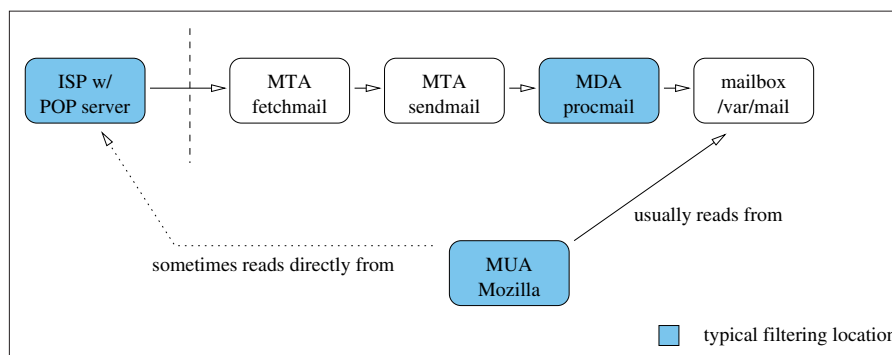 ISP w/
POP server
MTA
fetchmail
MTA
sendmail
MDA
procmail
mailbox
/var/mail
usually reads from
sometimes reads directly from
MUA
Mozilla
typical filtering location